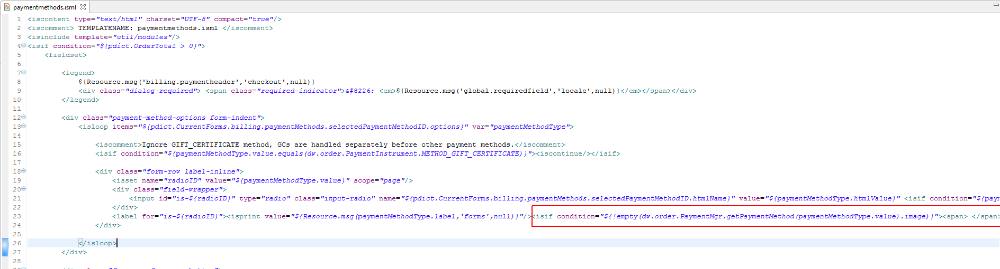 paymentmethods.isml
1 <iscontent type="text/html" charset="UTF-8" compact="true"/>
2 <iscomment> TEMPLATENAME: paymentmethods.isml </iscomment>
3 <isinclude template="util/modules"/>
4 <isif condition="${pdict.OrderTotal > 0}">
5 <fieldset>
6
7 <legend>
8 ${Resource.msg('billing.paymentheader','checkout',null)}
9 <div class="dialog-required"> <span class="required-indicator">&#8226; <em>${Resource.msg('global.requiredfield','locale',null)}</em></span></div>
10 </legend>
11
12 <div class="payment-method-options form-indent">
13 <isloop items="${pdict.CurrentForms.billing.paymentMethods.selectedPaymentMethodID.options}" var="paymentMethodType">
14
15 <iscomment>Ignore GIFT_CERTIFICATE method, GCs are handled separately before other payment methods.</iscomment>
16 <isif condition="${paymentMethodType.value.equals(dw.order.PaymentInstrument.METHOD_GIFT_CERTIFICATE)}"><iscontinue/></isif>
17
18 <div class="form-row label-inline">
19 <isset name="radioID" value="${paymentMethodType.value}" scope="page"/>
20 <div class="field-wrapper">
21 <input id="is-${radioID}" type="radio" class="input-radio" name="${pdict.CurrentForms.billing.paymentMethods.selectedPaymentMethodID.htmlName}" value="${paymentMethodType.htmlValue}" <isif condition="${paym
22 </div>
23 <label for="is-${radioID}"><isprint value="${Resource.msg(paymentMethodType.label,'forms',null)}"/><isif condition="${!empty(dw.order.PaymentMgr.getPaymentMethod(paymentMethodType.value).image)}"><span> </span>
24 </div>
25
26 </isloop>
27 </div>
28